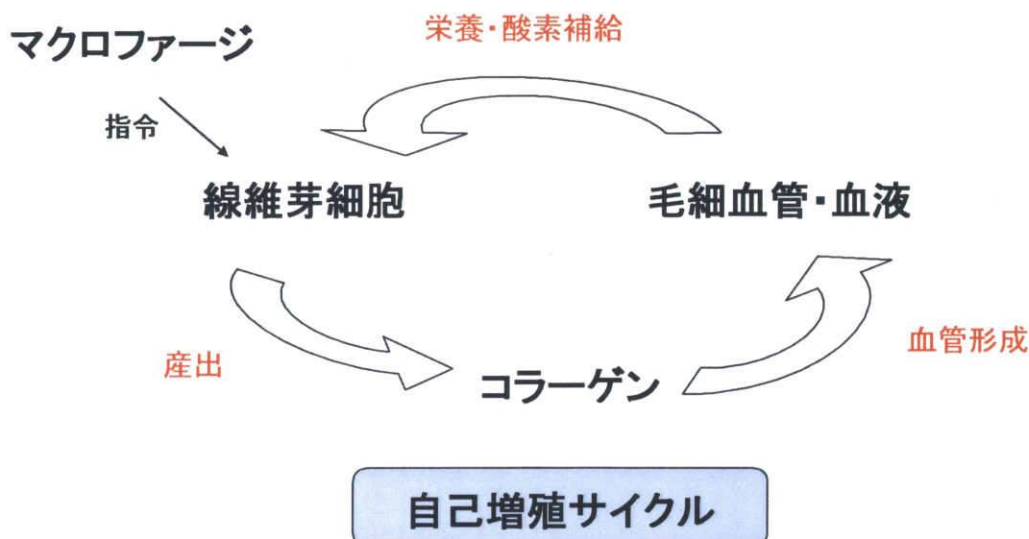 マクロファージ
栄養・酸素補給
指令
線維芽細胞
毛細血管・血液
産出
血管形成
コラーゲン
自己増殖サイクル